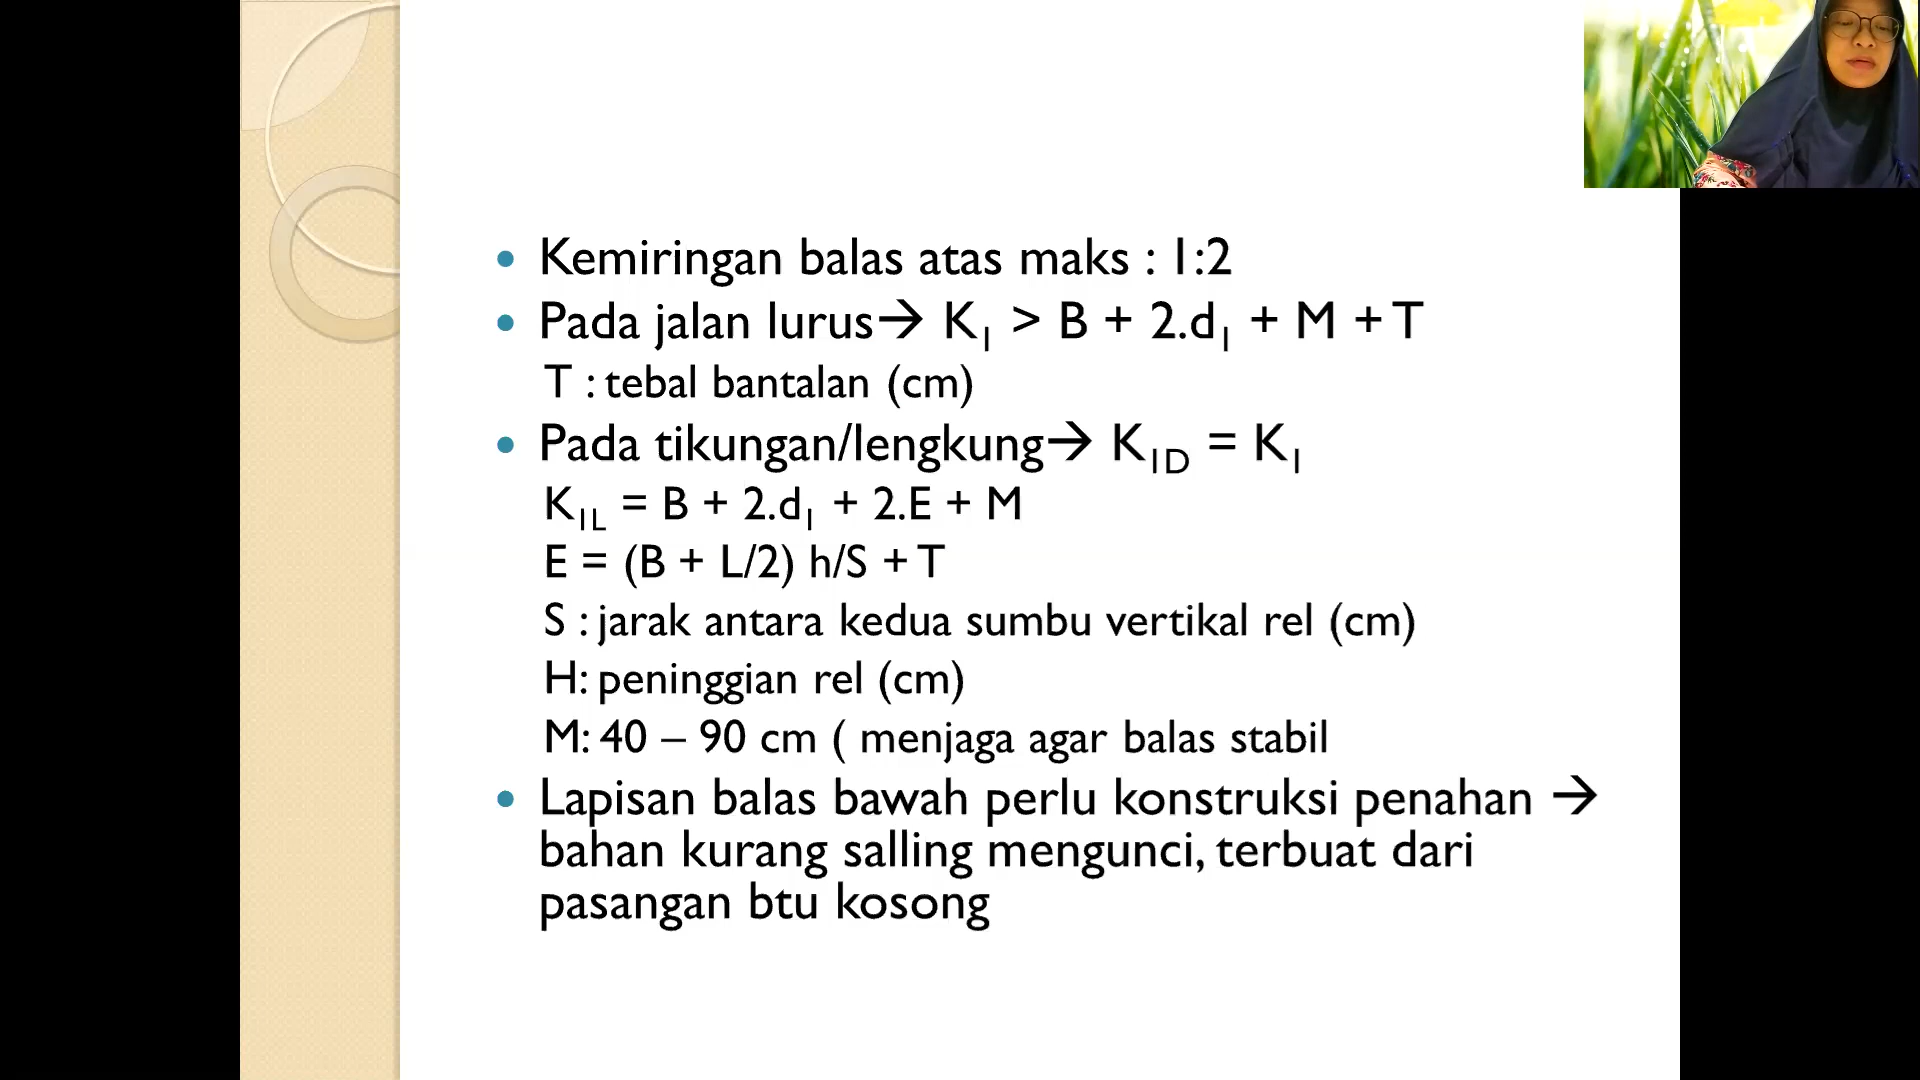 • Kemiringan balas atas maks : 1:2
• Pada jalan lurus→ K₁ > B + 2.d₁ + M + T
T : tebal bantalan (cm)
• Pada tikungan/lengkung→ K₁D = K₁
K₁L = B + 2.d₁ + 2.E + M
E = (B + L/2) h/S + T
S : jarak antara kedua sumbu vertikal rel (cm)
H: peninggian rel (cm)
M: 40 – 90 cm ( menjaga agar balas stabil
• Lapisan balas bawah perlu konstruksi penahan →
bahan kurang salling mengunci, terbuat dari
pasangan btu kosong